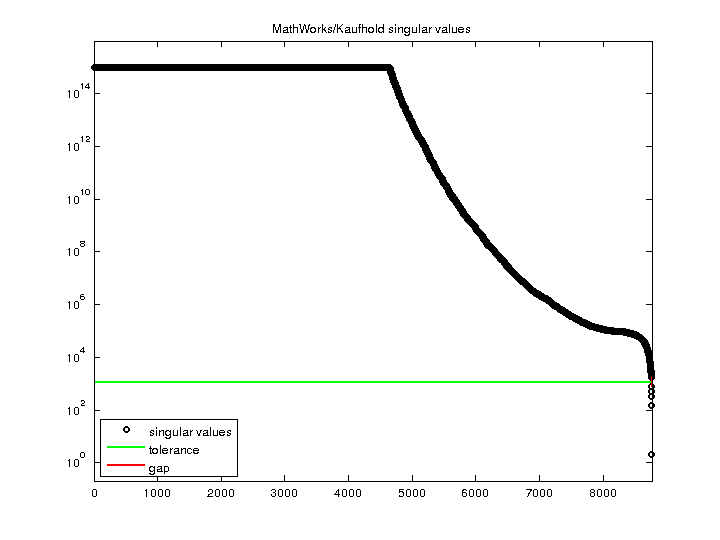 MathWorks/Kaufhold singular values
10^14
10^12
10^10
10^8
10^6
10^4
10^2
10^0
singular values
tolerance
gap
0 1000 2000 3000 4000 5000 6000 7000 8000